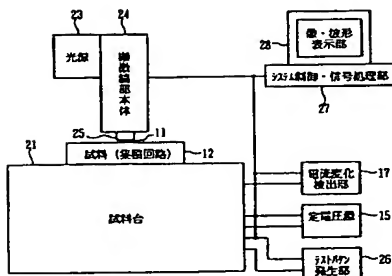 23
24
光源
顕微鏡部本体
28
像・波形
表示部
システム制御・信号処理部
27
25
11
21
試料(集積回路)
12
試料台
電流変化
検出部
17
定電圧源
15
テストパタン
発生部
26